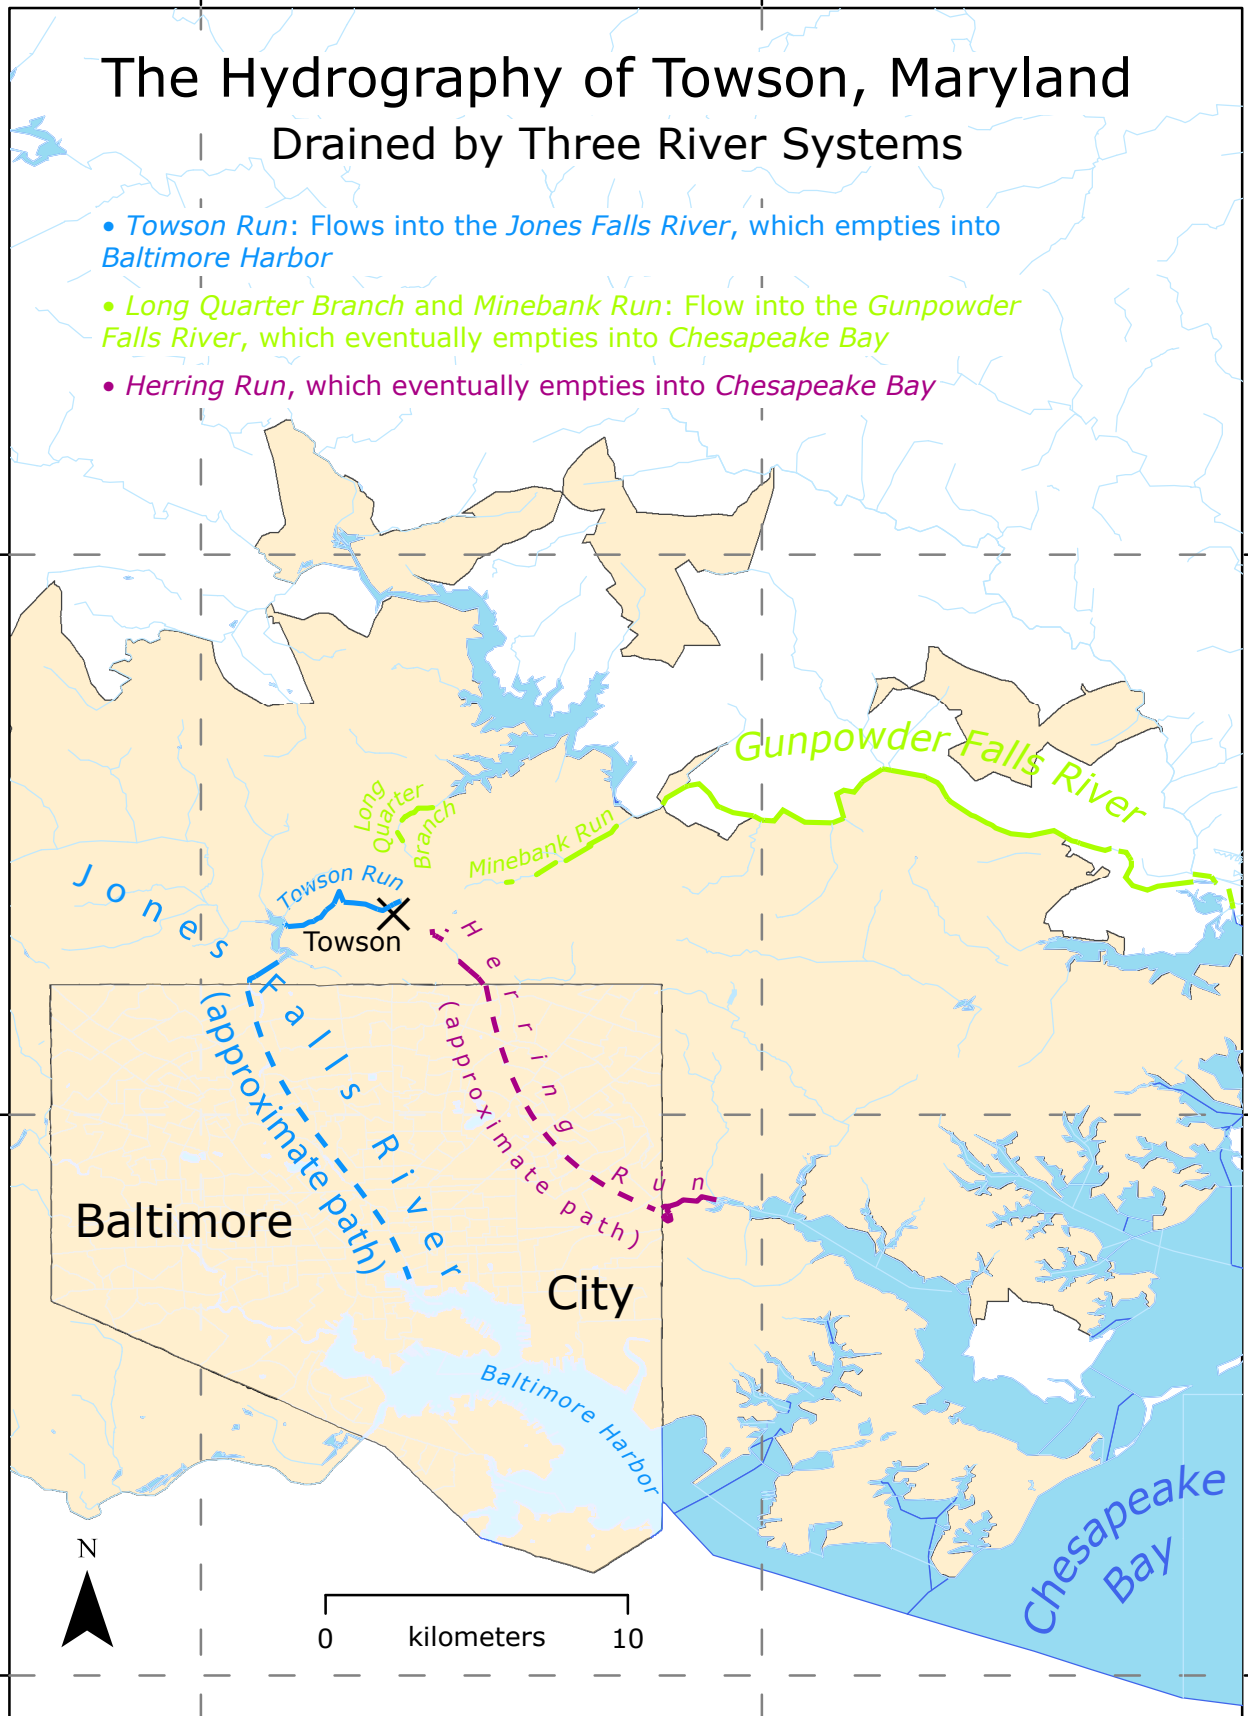 The Hydrography of Towson, Maryland
Drained by Three River Systems
• Towson Run: Flows into the Jones Falls River, which empties into
Baltimore Harbor
• Long Quarter Branch and Minebank Run: Flow into the Gunpowder
Falls River, which eventually empties into Chesapeake Bay
• Herring Run, which eventually empties into Chesapeake Bay
Gunpowder Falls River
Long
Quarter
Branch
Minebank Run
Towson Run
Towson
Jones Falls River
(approximate path)
Herring Run
(approximate path)
Baltimore
City
Baltimore Harbor
Chesapeake
Bay
N
0 kilometers 10